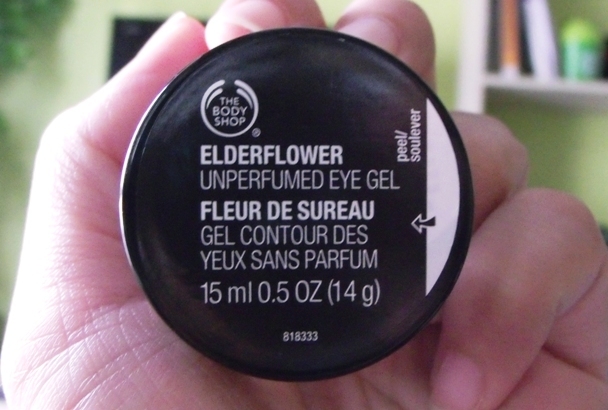 THE
BODY
SHOP
®
ELDERFLOWER
UNPERFUMED EYE GEL
FLEUR DE SUREAU
GEL CONTOUR DES
YEUX SANS PARFUM
15 ml 0.5 OZ (14 g)
818333
peel/
soulever